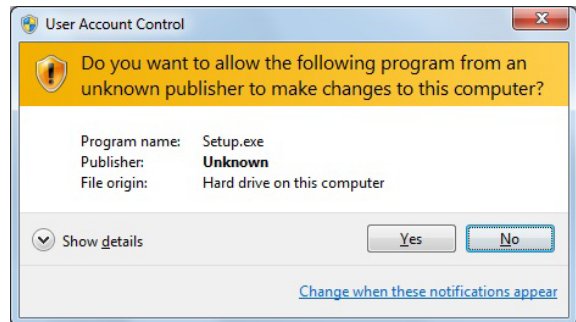 User Account Control
Do you want to allow the following program from an
unknown publisher to make changes to this computer?
Program name: Setup.exe
Publisher: Unknown
File origin: Hard drive on this computer
Show details Yes No
Change when these notifications appear